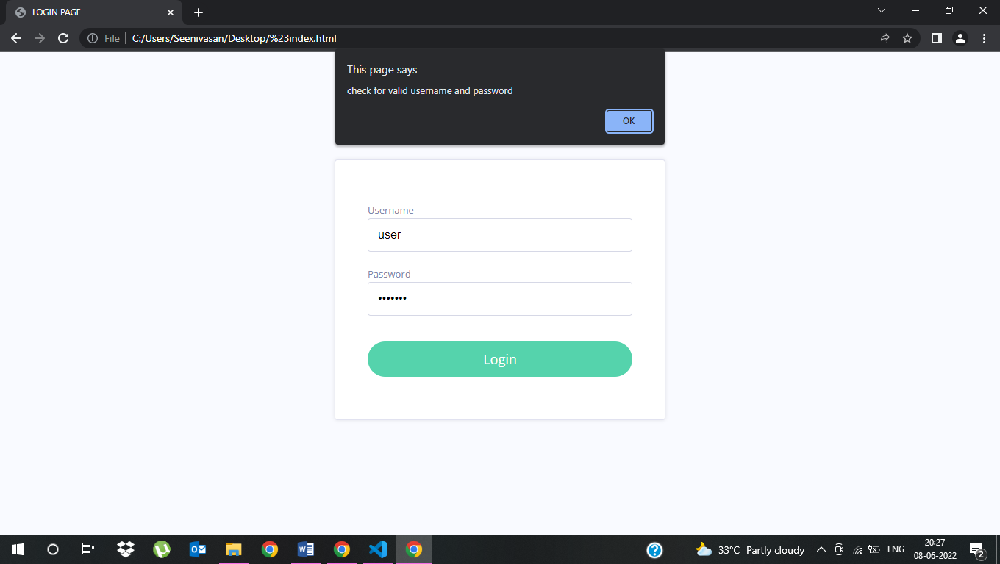 LOGIN PAGE
File
C:/Users/Seenivasan/Desktop/%23index.html
This page says
check for valid username and password
OK
Username
user
Password
•••••••
Login
33°C Partly cloudy
ENG
20:27
08-06-2022
2